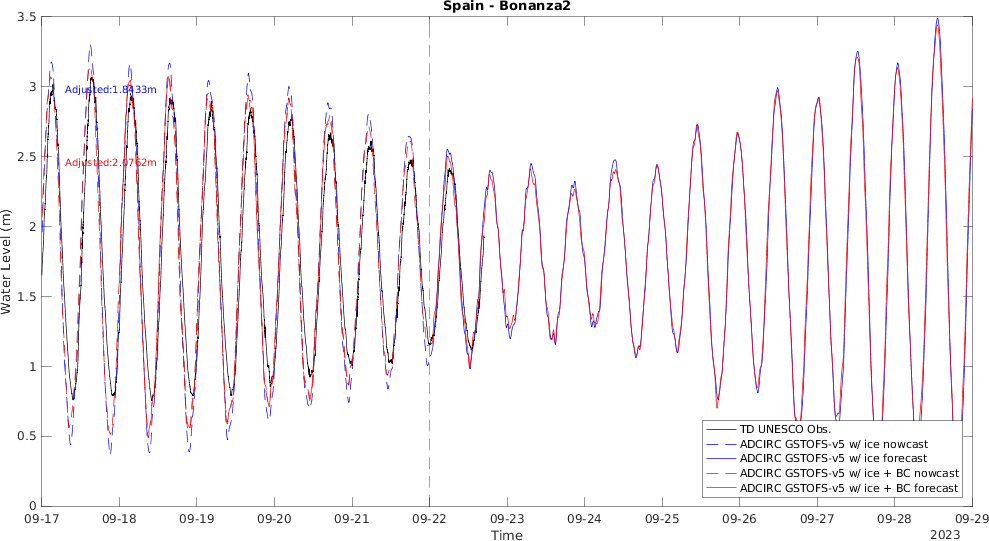 Spain - Bonanza2
3.5
3
2.5
2
1.5
1
0.5
0
Water Level (m)
Adjusted:1.8433m
Adjusted:2.0762m
TD UNESCO Obs.
ADCIRC GSTOFS-v5 w/ ice nowcast
ADCIRC GSTOFS-v5 w/ ice forecast
ADCIRC GSTOFS-v5 w/ ice + BC nowcast
ADCIRC GSTOFS-v5 w/ ice + BC forecast
09-17 09-18 09-19 09-20 09-21 09-22 09-23 09-24 09-25 09-26 09-27 09-28 09-29
Time
2023